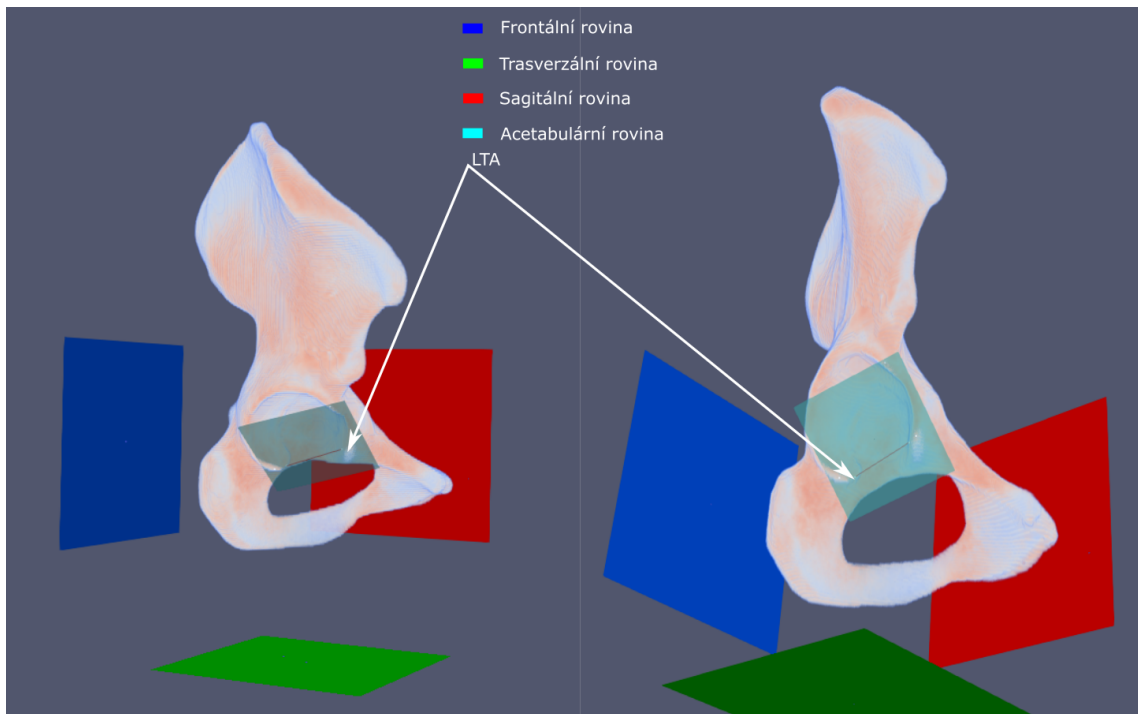 Frontální rovina
Trasverzální rovina
Sagitální rovina
Acetabulární rovina
LTA